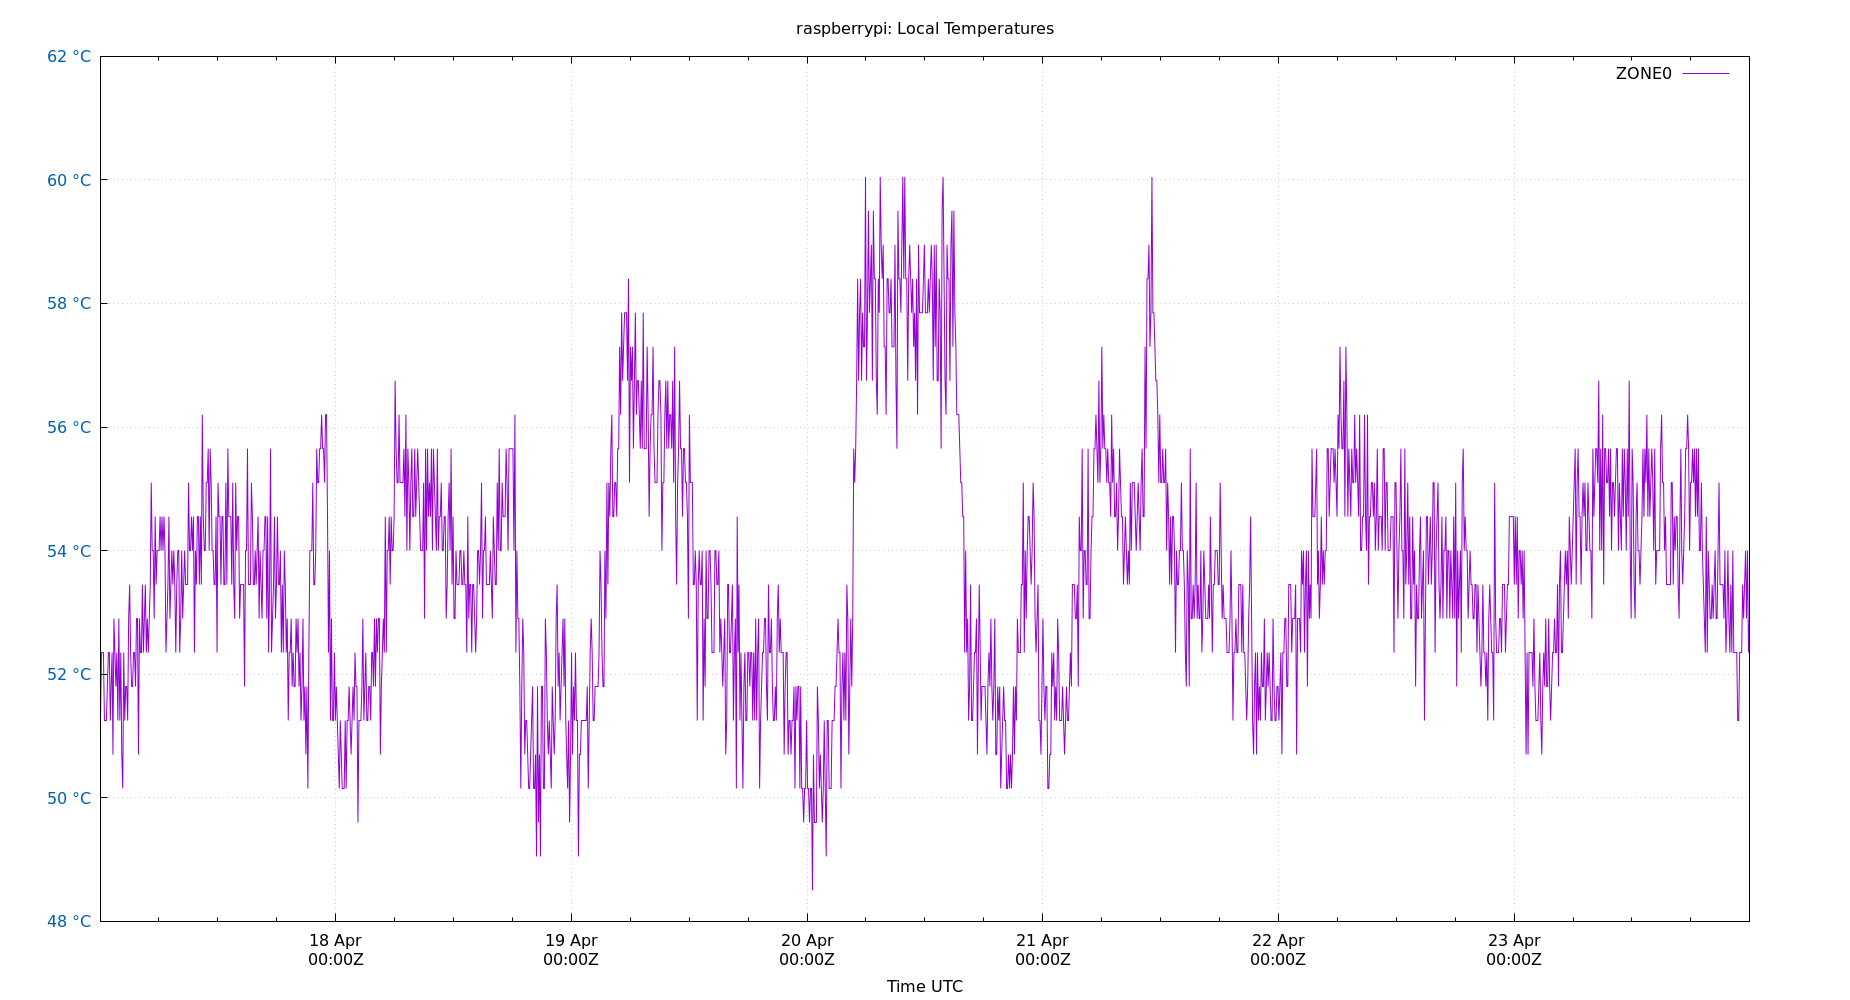 raspberrypi: Local Temperatures
62 °C
ZONE0
60 °C
58 °C
56 °C
54 °C
52 °C
50 °C
48 °C
18 Apr 19 Apr 20 Apr 21 Apr 22 Apr 23 Apr
00:00Z 00:00Z 00:00Z 00:00Z 00:00Z 00:00Z
Time UTC